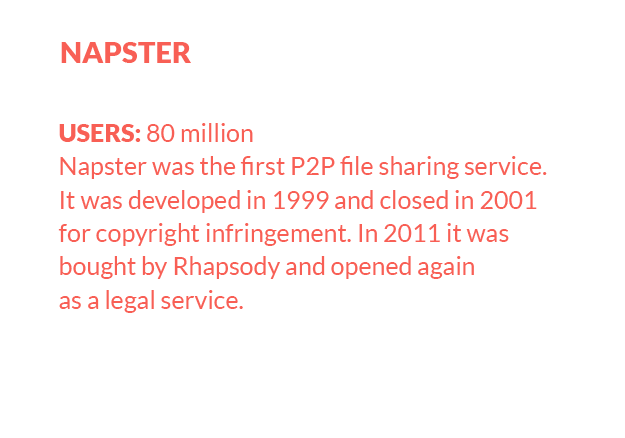 NAPSTER
USERS: 80 million
Napster was the first P2P file sharing service.
It was developed in 1999 and closed in 2001
for copyright infringement. In 2011 it was
bought by Rhapsody and opened again
as a legal service.